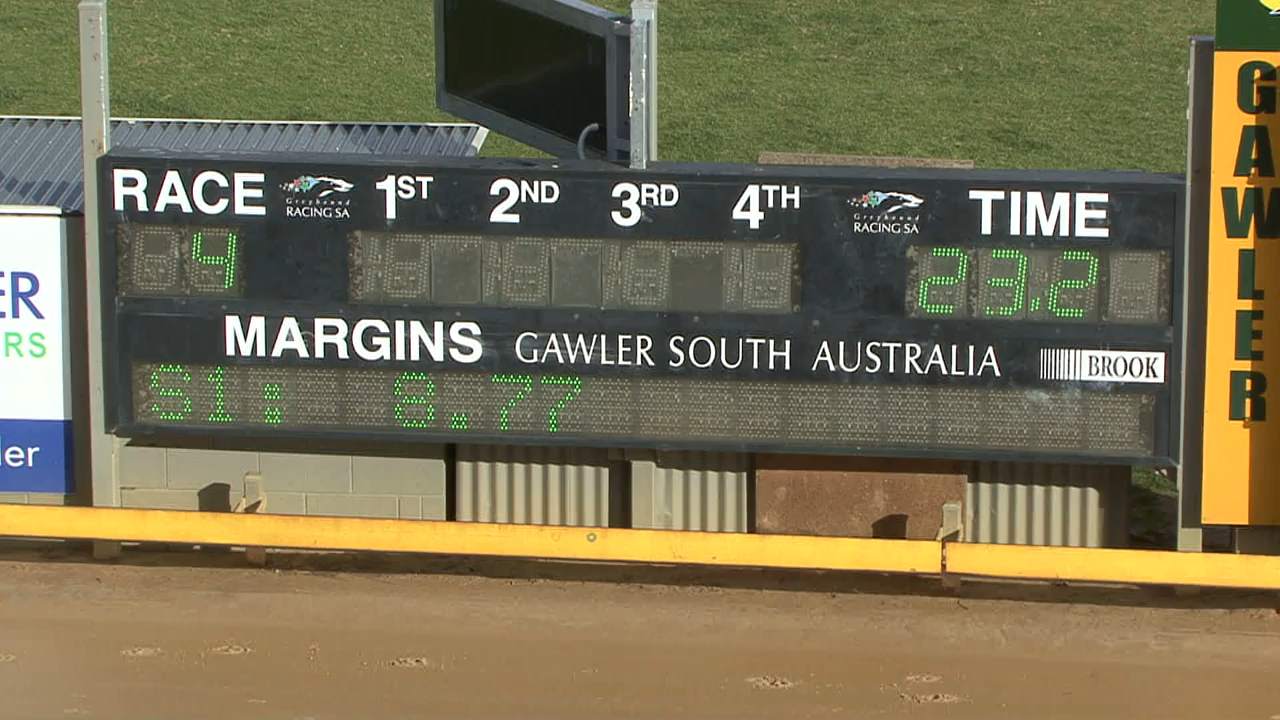 RACE Greyhound RACING SA 1ST 2ND 3RD 4TH Greyhound RACING SA TIME
4 23.2
MARGINS GAWLER SOUTH AUSTRALIA BROOK
S1: 8.77
ER
RS
ler
GAWLER